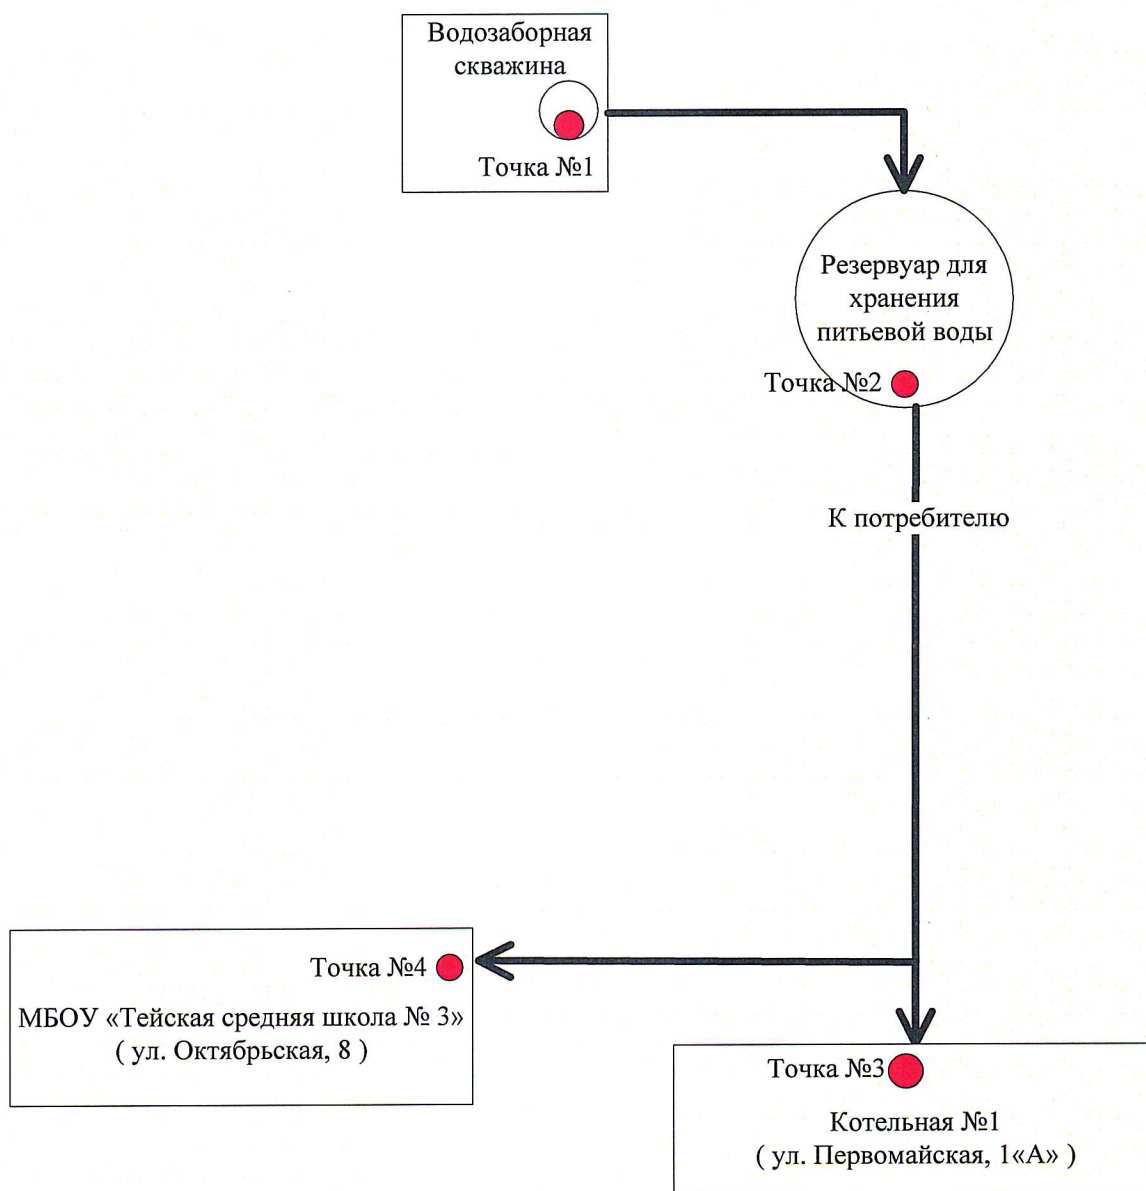 Водозаборная
скважина
Точка №1
Резервуар для
хранения
питьевой воды
Точка №2
К потребителю
Точка №4
МБОУ «Тейская средняя школа № 3»
( ул. Октябрьская, 8 )
Точка №3
Котельная №1
( ул. Первомайская, 1«А» )